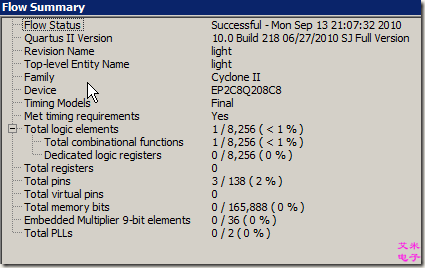 Flow Summary
Flow Status Successful - Mon Sep 13 21:07:32 2010
Quartus II Version 10.0 Build 218 06/27/2010 SJ Full Version
Revision Name light
Top-level Entity Name light
Family Cyclone II
Device EP2C8Q208C8
Timing Models Final
Met timing requirements Yes
Total logic elements 1 / 8,256 ( < 1 % )
Total combinational functions 1 / 8,256 ( < 1 % )
Dedicated logic registers 0 / 8,256 ( 0 % )
Total registers 0
Total pins 3 / 138 ( 2 % )
Total virtual pins 0
Total memory bits 0 / 165,888 ( 0 % )
Embedded Multiplier 9-bit elements 0 / 36 ( 0 % )
Total PLLs 0 / 2 ( 0 % )
艾米
电子